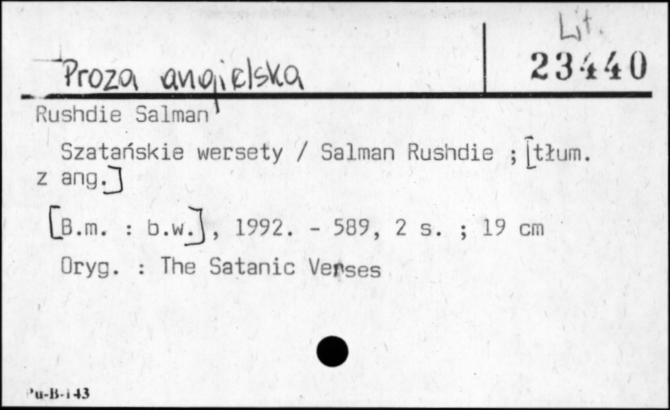 Lit.
Proza angielska
23440
Rushdie Salman
Szatańskie wersety / Salman Rushdie ; [tłum.
z ang.]
[B.m. : b.w.], 1992. - 589, 2 s. ; 19 cm
Oryg. : The Satanic Verses
Pu-B-143